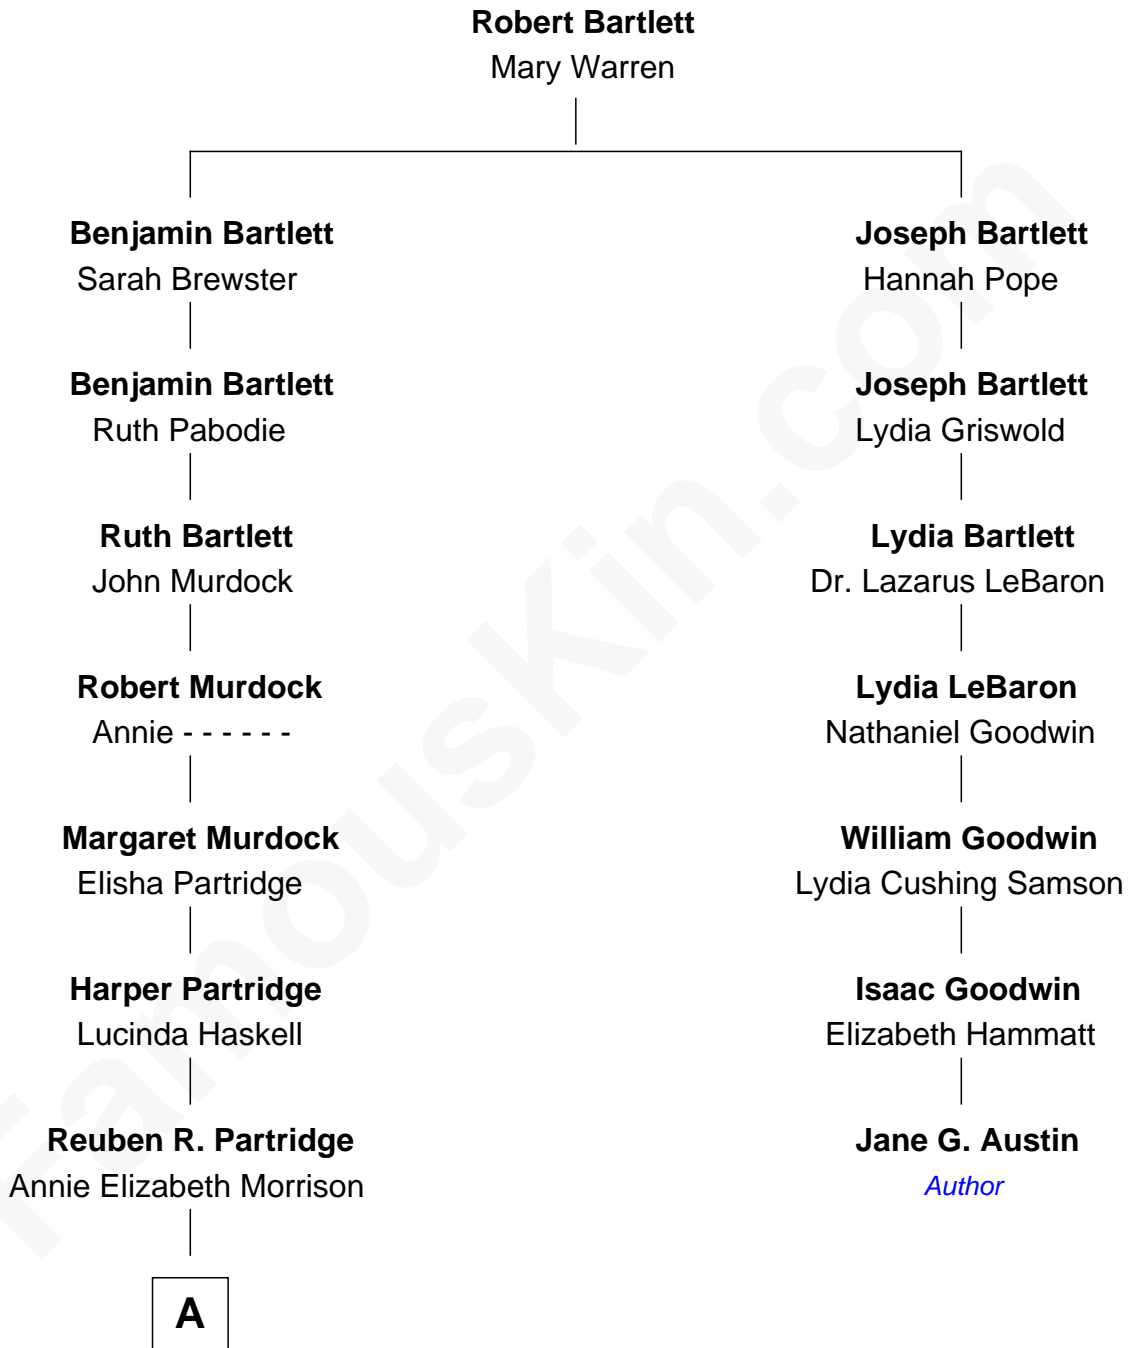 Robert Bartlett
Mary Warren
Benjamin Bartlett
Sarah Brewster
Joseph Bartlett
Hannah Pope
Benjamin Bartlett
Ruth Pabodie
Joseph Bartlett
Lydia Griswold
Ruth Bartlett
John Murdock
Lydia Bartlett
Dr. Lazarus LeBaron
Robert Murdock
Annie - - - - - -
Lydia LeBaron
Nathaniel Goodwin
Margaret Murdock
Elisha Partridge
William Goodwin
Lydia Cushing Samson
Harper Partridge
Lucinda Haskell
Isaac Goodwin
Elizabeth Hammatt
Reuben R. Partridge
Annie Elizabeth Morrison
Jane G. Austin
Author
A
FamousKin.com